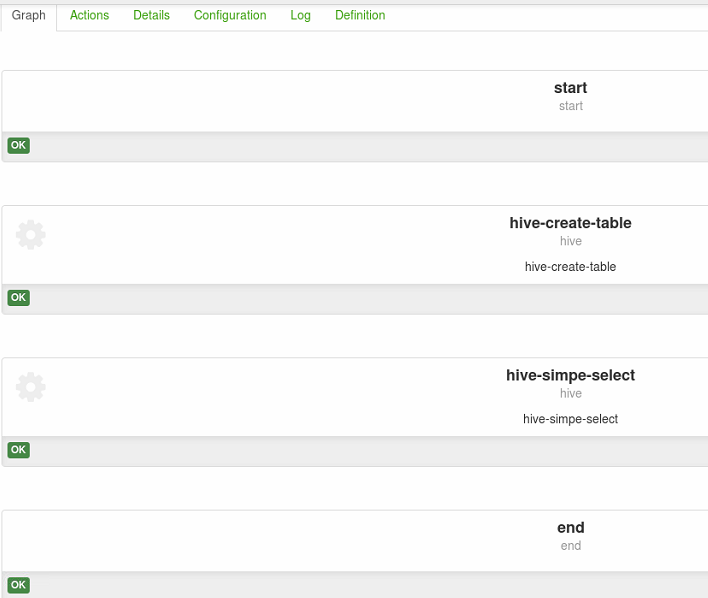 Graph Actions Details Configuration Log Definition
start
start
OK
hive-create-table
hive
hive-create-table
OK
hive-simpe-select
hive
hive-simpe-select
OK
end
end
OK